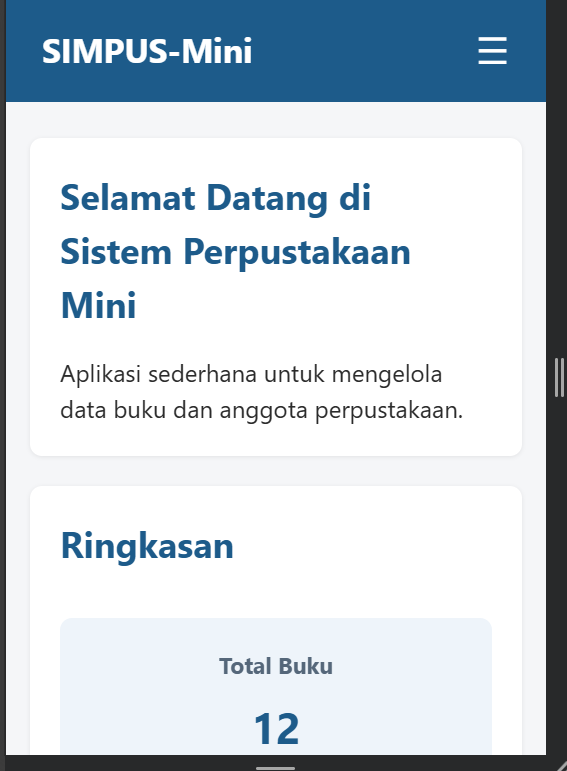 SIMPUS-Mini
Selamat Datang di
Sistem Perpustakaan
Mini
Aplikasi sederhana untuk mengelola
data buku dan anggota perpustakaan.
Ringkasan
Total Buku
12